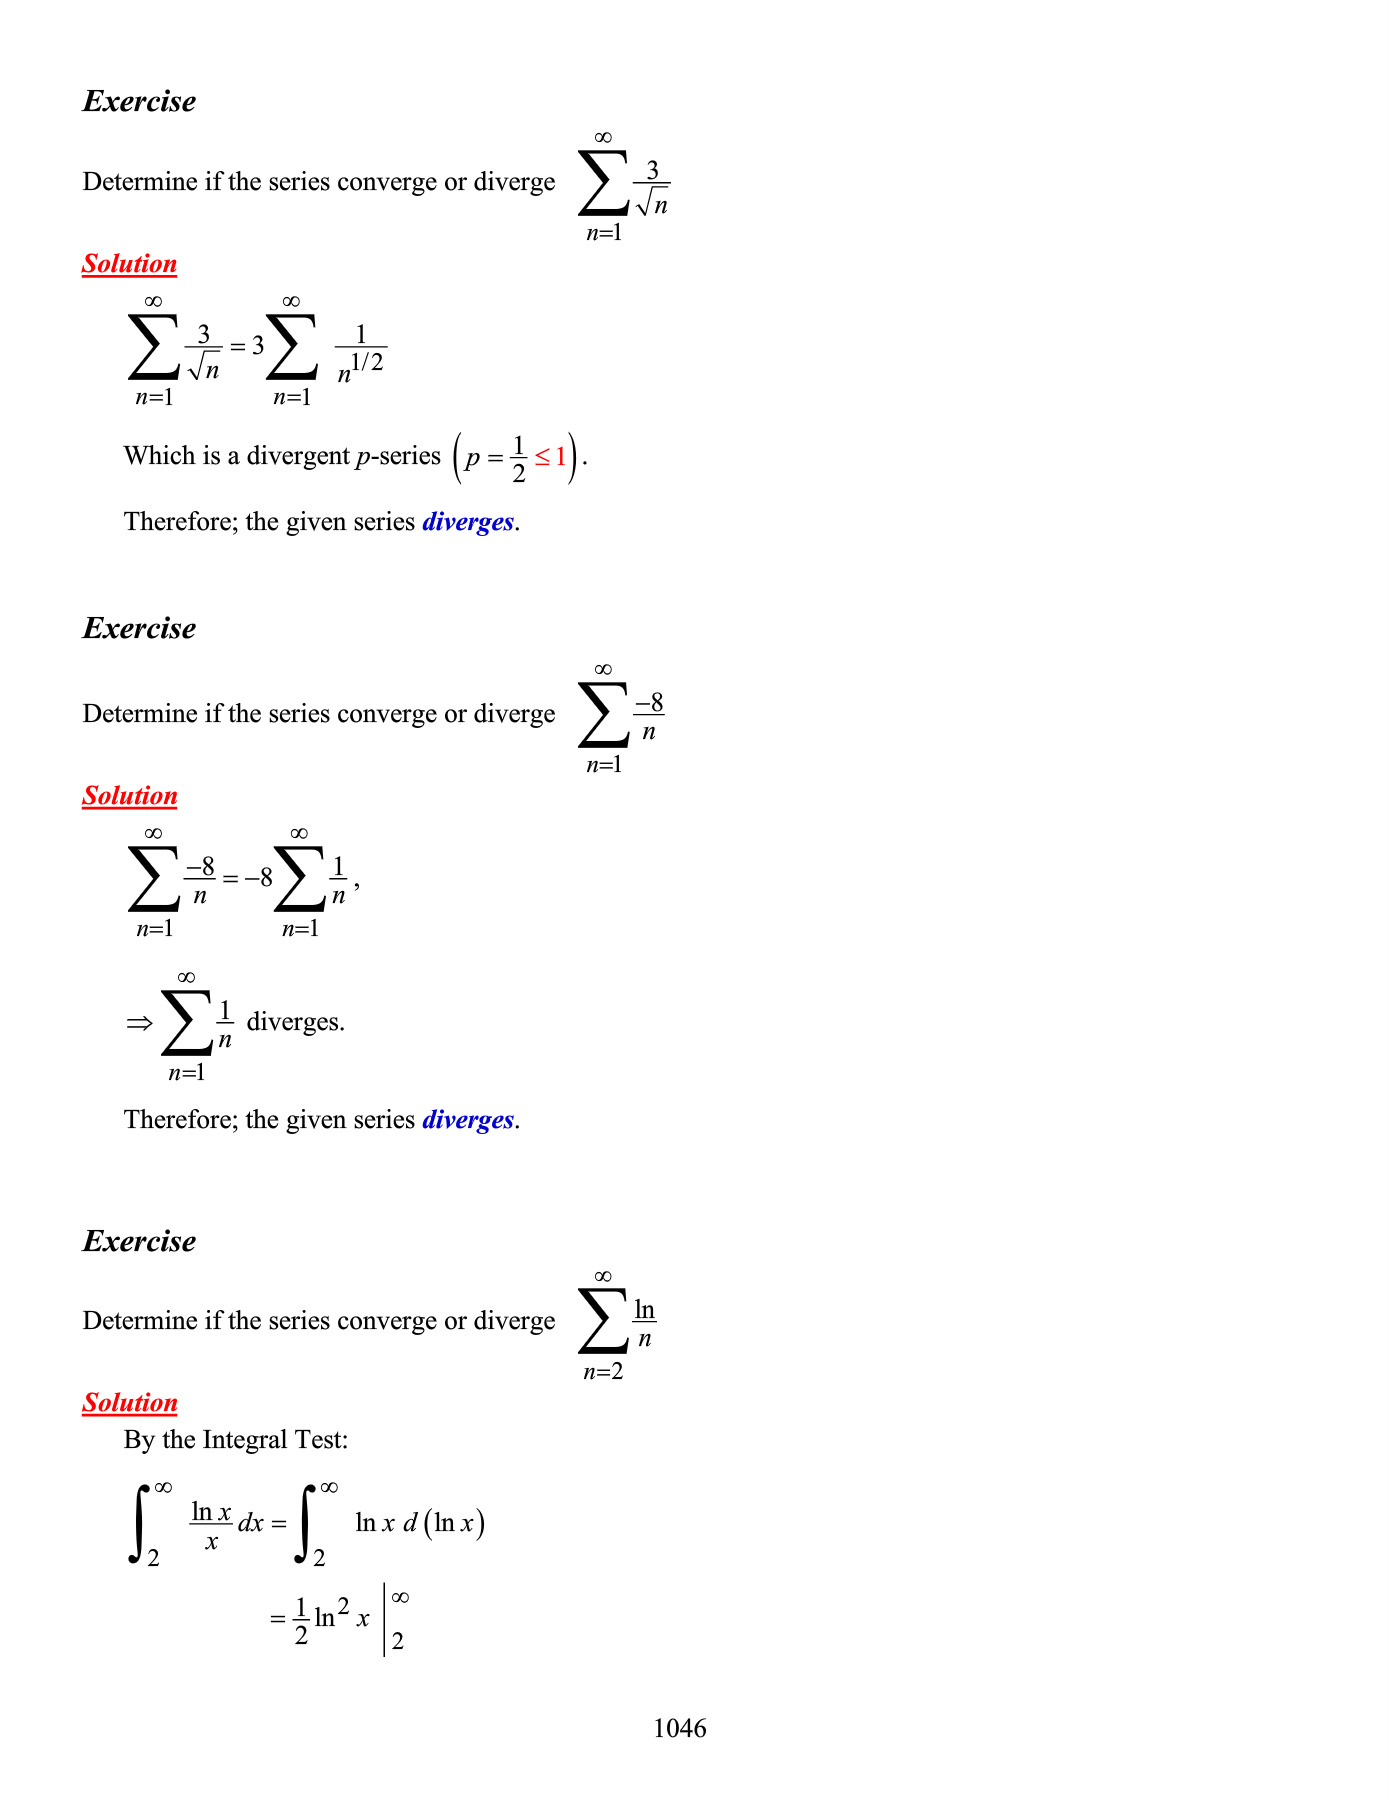 Exercise
Determine if the series converge or diverge $\sum_{n=1}^{\infty} \frac{3}{\sqrt{n}}$
Solution
$\sum_{n=1}^{\infty} \frac{3}{\sqrt{n}} = 3 \sum_{n=1}^{\infty} \frac{1}{n^{1/2}}$
Which is a divergent p-series $\left( p = \frac{1}{2} \leq 1 \right)$.
Therefore; the given series diverges.
Exercise
Determine if the series converge or diverge $\sum_{n=1}^{\infty} \frac{-8}{n}$
Solution
$\sum_{n=1}^{\infty} \frac{-8}{n} = -8 \sum_{n=1}^{\infty} \frac{1}{n}$,
$\Rightarrow \sum_{n=1}^{\infty} \frac{1}{n}$ diverges.
Therefore; the given series diverges.
Exercise
Determine if the series converge or diverge $\sum_{n=2}^{\infty} \frac{\ln}{n}$
Solution
By the Integral Test:
$\int_{2}^{\infty} \frac{\ln x}{x} dx = \int_{2}^{\infty} \ln x \, d(\ln x)$
$= \frac{1}{2} \ln^2 x \Big|_{2}^{\infty}$
1046